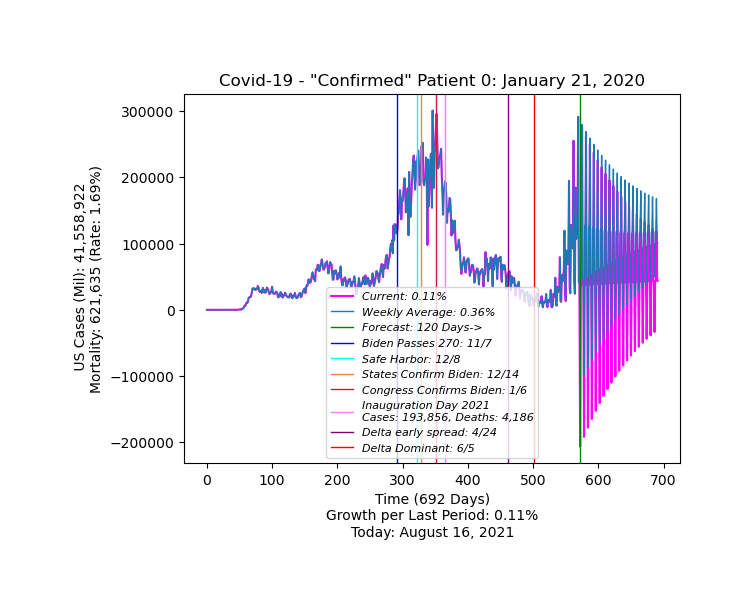 Covid-19 - "Confirmed" Patient 0: January 21, 2020
US Cases (Mil): 41,558,922
Mortality: 621,635 (Rate: 1.69%)
300000
200000
100000
0
−100000
−200000
Current: 0.11%
Weekly Average: 0.36%
Forecast: 120 Days->
Biden Passes 270: 11/7
Safe Harbor: 12/8
States Confirm Biden: 12/14
Congress Confirms Biden: 1/6
Inauguration Day 2021
Cases: 193,856, Deaths: 4,186
Delta early spread: 4/24
Delta Dominant: 6/5
0 100 200 300 400 500 600 700
Time (692 Days)
Growth per Last Period: 0.11%
Today: August 16, 2021